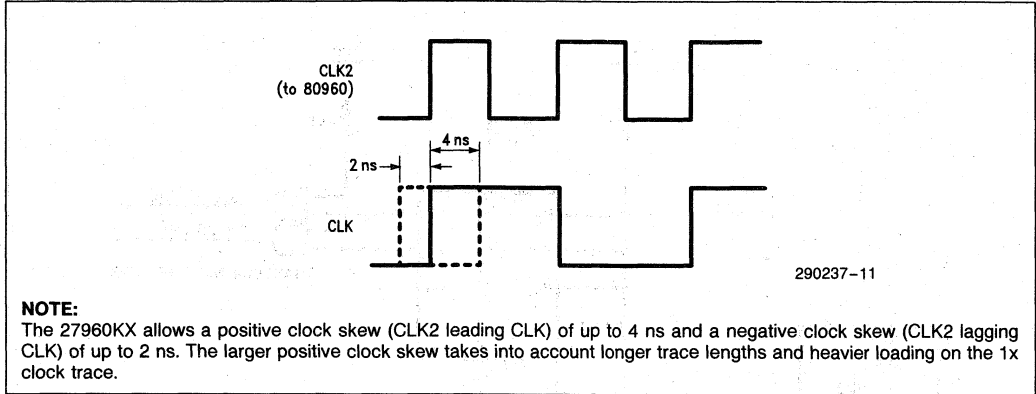 CLK2
(to 80960)
4 ns
2 ns
CLK
290237-11
NOTE:
The 27960KX allows a positive clock skew (CLK2 leading CLK) of up to 4 ns and a negative clock skew (CLK2 lagging
CLK) of up to 2 ns. The larger positive clock skew takes into account longer trace lengths and heavier loading on the 1x
clock trace.